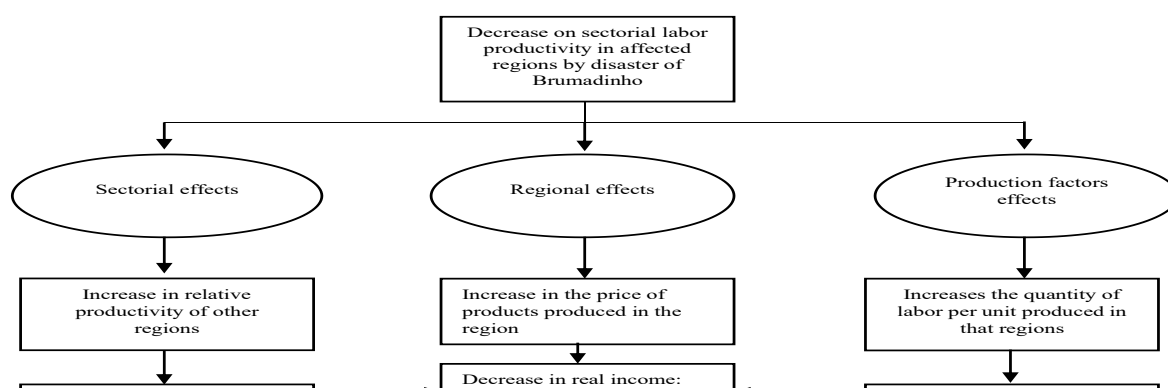 Decrease on sectorial labor
productivity in affected
regions by disaster of
Brumadinho
Sectorial effects
Regional effects
Production factors
effects
Increase in relative
productivity of other
regions
Increase in the price of
products produced in the
region
Increases the quantity of
labor per unit produced in
that regions
Decrease in real income: